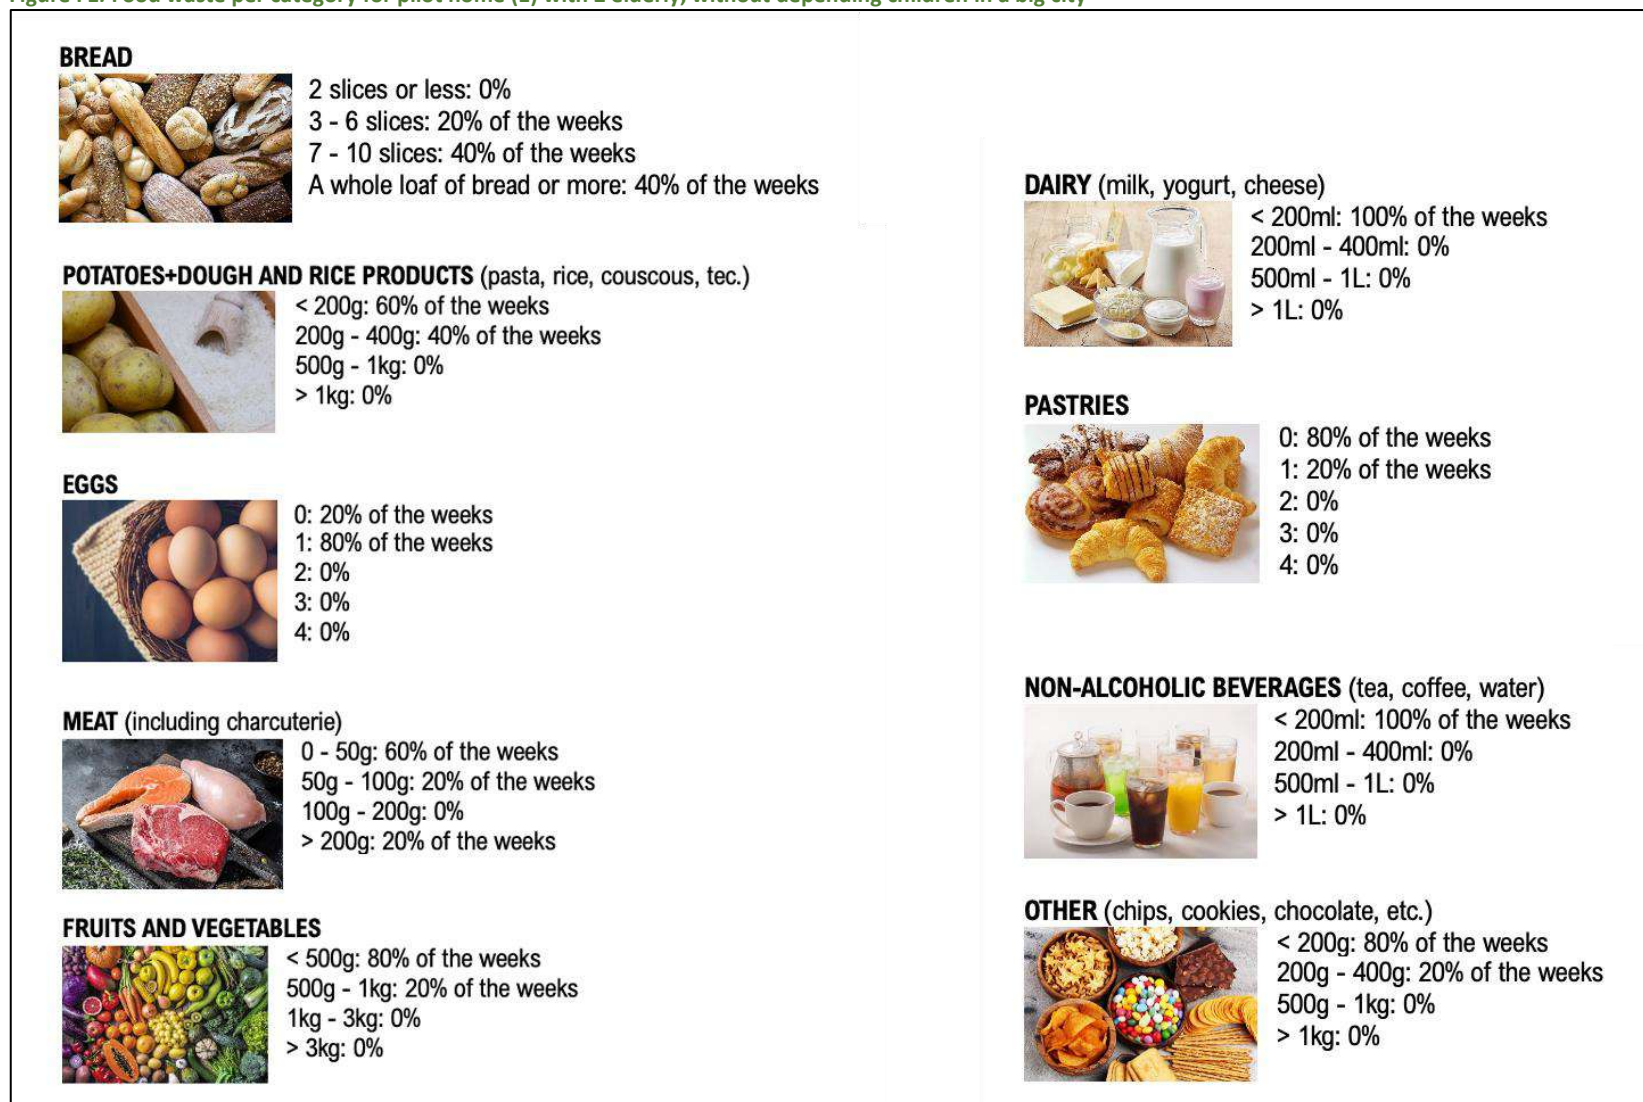 BREAD
2 slices or less: 0%
3 - 6 slices: 20% of the weeks
7 - 10 slices: 40% of the weeks
A whole loaf of bread or more: 40% of the weeks
POTATOES+DOUGH AND RICE PRODUCTS (pasta, rice, couscous, tec.)
< 200g: 60% of the weeks
200g - 400g: 40% of the weeks
500g - 1kg: 0%
> 1kg: 0%
EGGS
0: 20% of the weeks
1: 80% of the weeks
2: 0%
3: 0%
4: 0%
MEAT (including charcuterie)
0 - 50g: 60% of the weeks
50g - 100g: 20% of the weeks
100g - 200g: 0%
> 200g: 20% of the weeks
FRUITS AND VEGETABLES
< 500g: 80% of the weeks
500g - 1kg: 20% of the weeks
1kg - 3kg: 0%
> 3kg: 0%
DAIRY (milk, yogurt, cheese)
< 200ml: 100% of the weeks
200ml - 400ml: 0%
500ml - 1L: 0%
> 1L: 0%
PASTRIES
0: 80% of the weeks
1: 20% of the weeks
2: 0%
3: 0%
4: 0%
NON-ALCOHOLIC BEVERAGES (tea, coffee, water)
< 200ml: 100% of the weeks
200ml - 400ml: 0%
500ml - 1L: 0%
> 1L: 0%
OTHER (chips, cookies, chocolate, etc.)
< 200g: 80% of the weeks
200g - 400g: 20% of the weeks
500g - 1kg: 0%
> 1kg: 0%